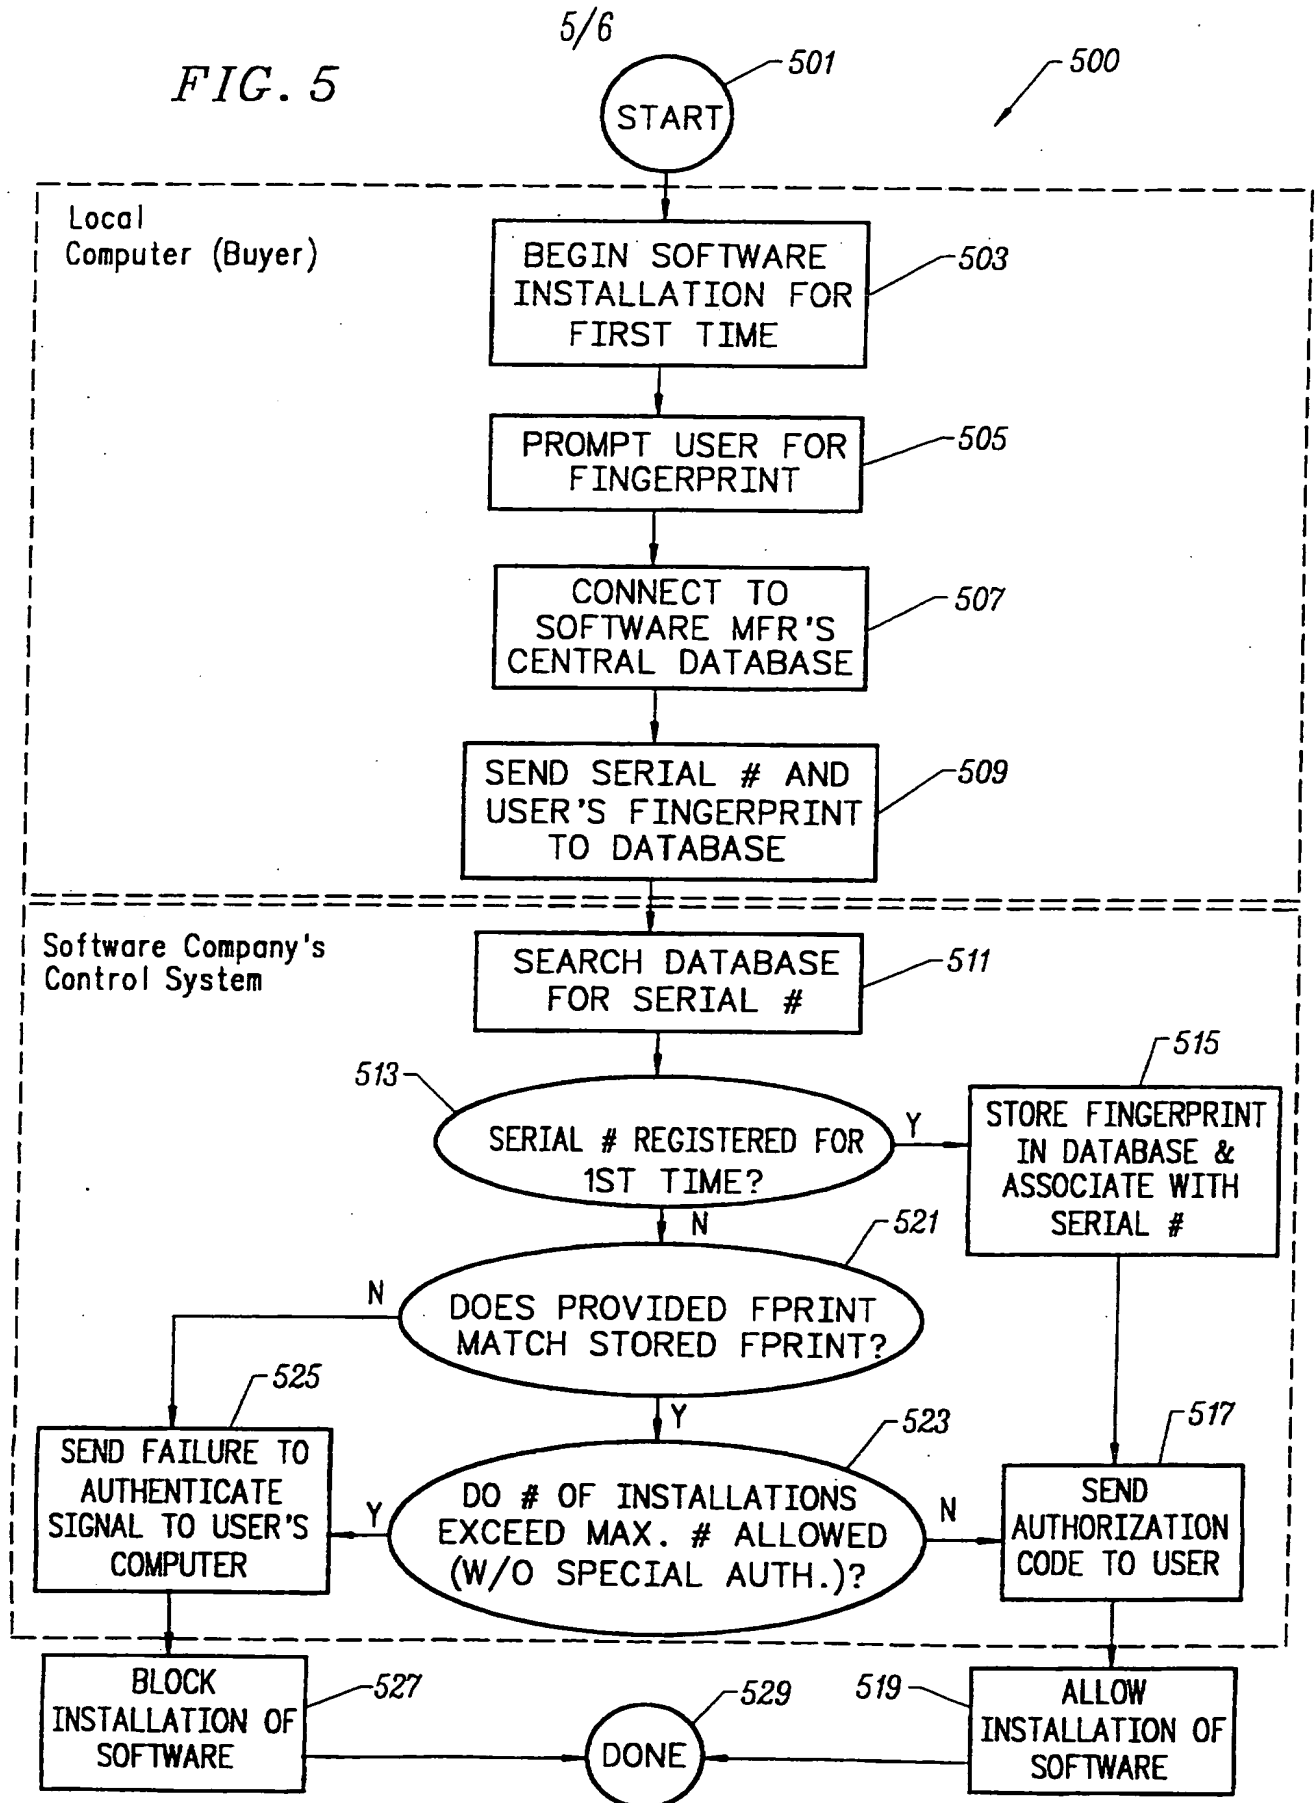 5/6
FIG. 5
501
500
START
Local
Computer (Buyer)
BEGIN SOFTWARE
INSTALLATION FOR
FIRST TIME
503
PROMPT USER FOR
FINGERPRINT
505
CONNECT TO
SOFTWARE MFR'S
CENTRAL DATABASE
507
SEND SERIAL # AND
USER'S FINGERPRINT
TO DATABASE
509
Software Company's
Control System
SEARCH DATABASE
FOR SERIAL #
511
513
SERIAL # REGISTERED FOR
1ST TIME?
Y
515
STORE FINGERPRINT
IN DATABASE &
ASSOCIATE WITH
SERIAL #
N
521
N
DOES PROVIDED FPRINT
MATCH STORED FPRINT?
525
Y
523
517
SEND FAILURE TO
AUTHENTICATE
SIGNAL TO USER'S
COMPUTER
Y
DO # OF INSTALLATIONS
EXCEED MAX. # ALLOWED
(W/O SPECIAL AUTH.)?
N
SEND
AUTHORIZATION
CODE TO USER
BLOCK
INSTALLATION OF
SOFTWARE
527
529
DONE
519
ALLOW
INSTALLATION OF
SOFTWARE